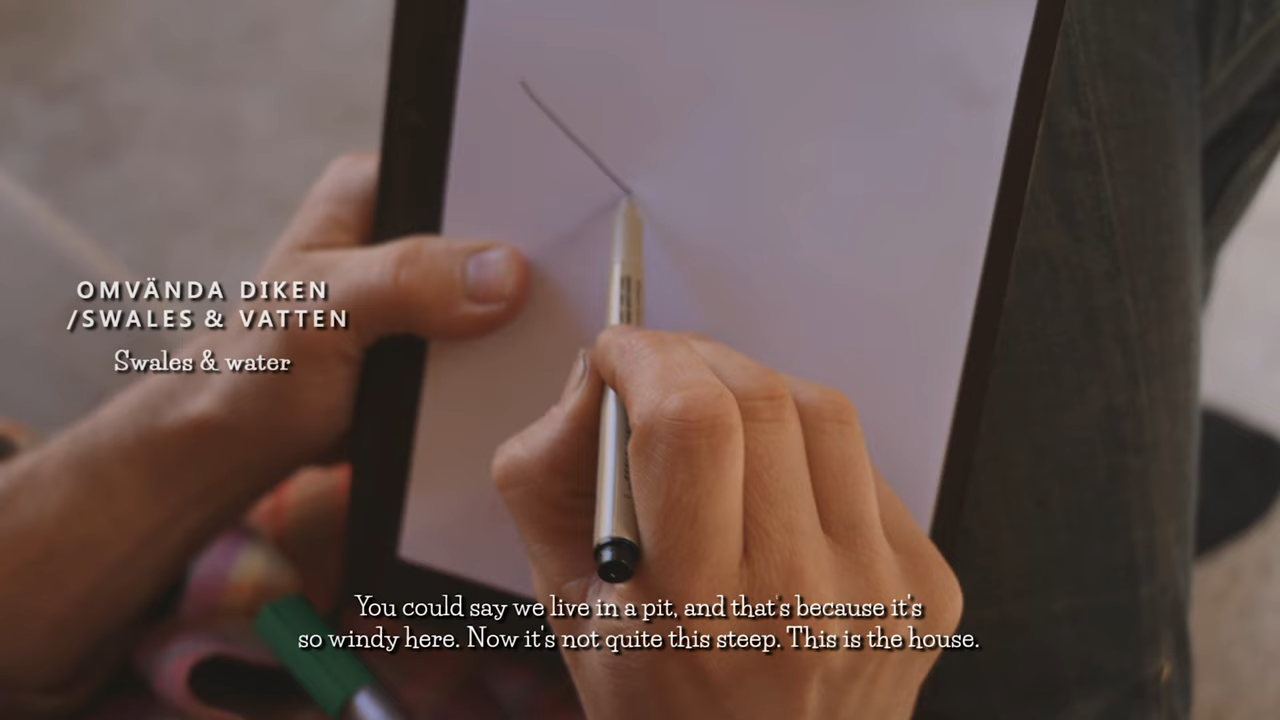 OMVÄNDA DIKEN
/SWALES & VATTEN
Swales & water
You could say we live in a pit, and that's because it's
so windy here. Now it's not quite this steep. This is the house.